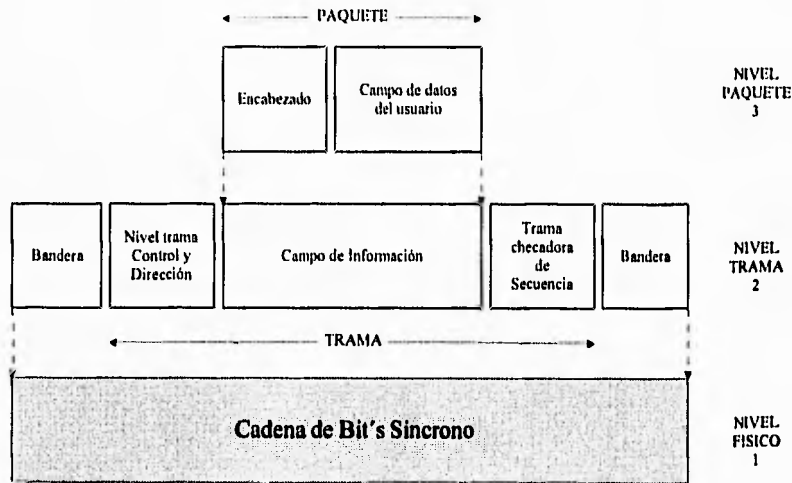 PAQUETE
Encabezado
Campo de datos
del usuario
NIVEL
PAQUETE
3
Bandera
Nivel trama
Control y
Dirección
Campo de Información
Trama
checadora
de
Secuencia
Bandera
NIVEL
TRAMA
2
TRAMA
Cadena de Bit's Sincrono
NIVEL
FISICO
1